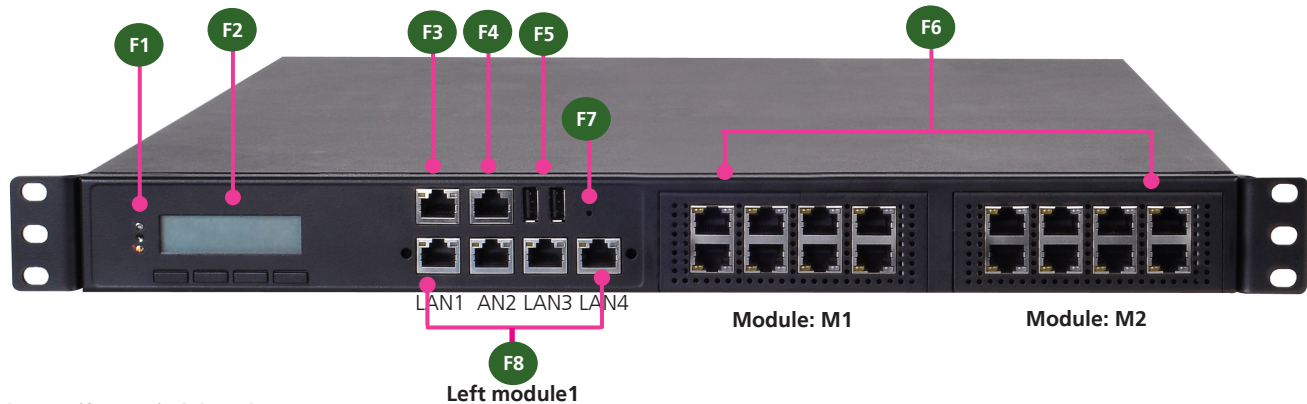 F1
F2
F3
F4
F5
F6
F7
LAN1 AN2 LAN3 LAN4
Module: M1
Module: M2
F8
Left module1